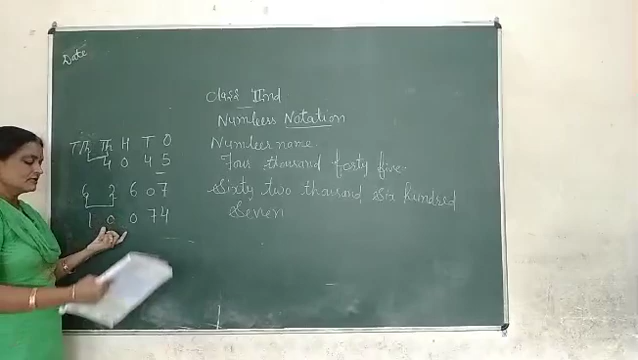 Date
Class IInd
Numbers Notation
T.Th Th H T O Number name
4 0 4 5 Four thousand forty five.
6 2 6 0 7 Sixty two thousand Six hundred
Seven
1 0 0 7 4